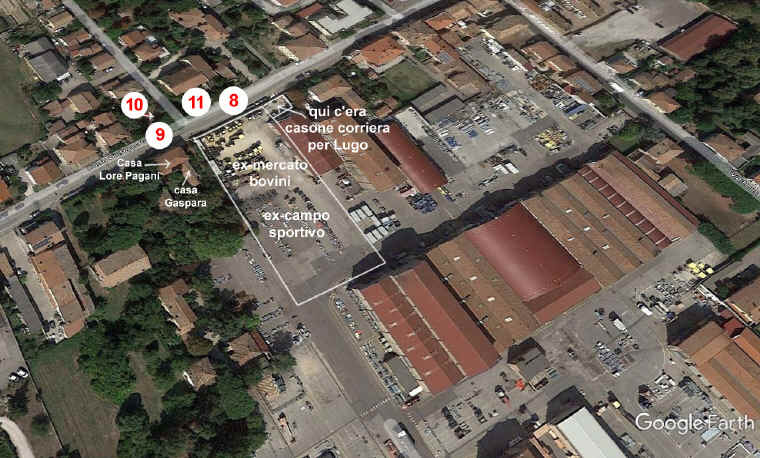 10
11
8
9
qui c'era
casone corriera
per Lugo
Casa
Lore Pagani
casa
Gaspara
ex-mercato
bovini
ex-campo
sportivo
Google Earth